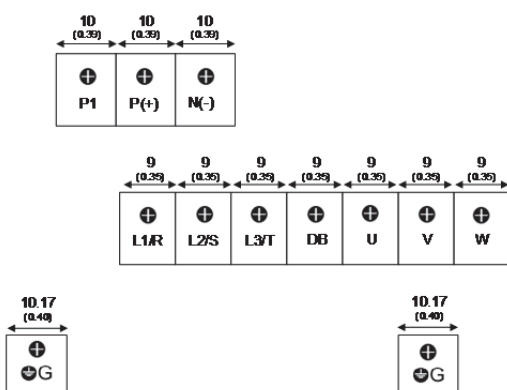 10 10 10
(0.39) (0.39) (0.39)
P1 P(+) N(-)
9 9 9 9 9 9 9
(0.35) (0.35) (0.35) (0.35) (0.35) (0.35) (0.35)
L1/R L2/S L3/T DB U V W
10.17 10.17
(0.40) (0.40)
G G